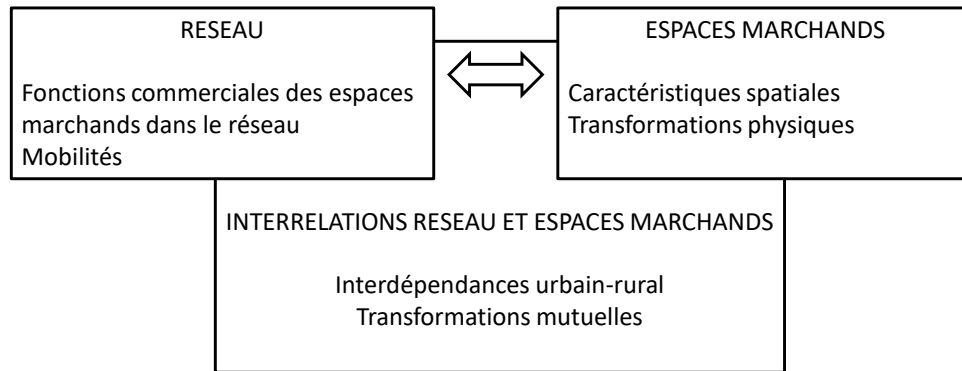 RESEAU
Fonctions commerciales des espaces
marchands dans le réseau
Mobilités
ESPACES MARCHANDS
Caractéristiques spatiales
Transformations physiques
INTERRELATIONS RESEAU ET ESPACES MARCHANDS
Interdépendances urbain-rural
Transformations mutuelles